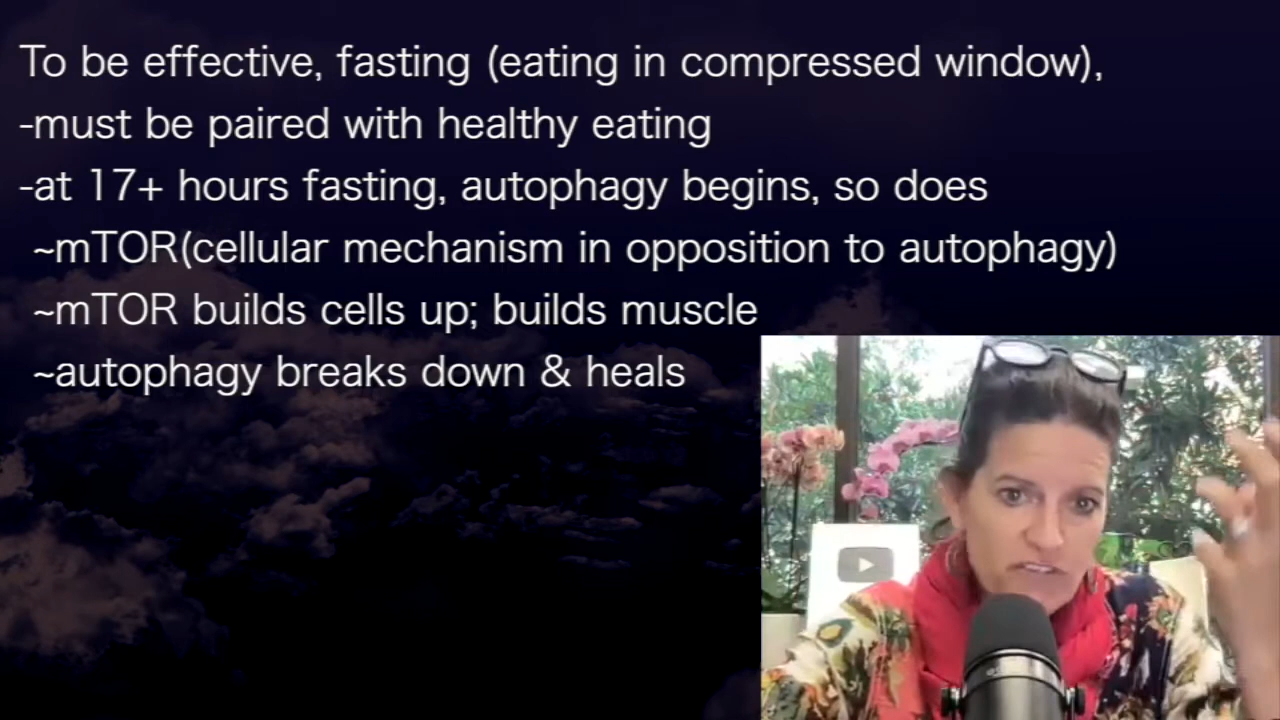 To be effective, fasting (eating in compressed window),
-must be paired with healthy eating
-at 17+ hours fasting, autophagy begins, so does
~mTOR(cellular mechanism in opposition to autophagy)
~mTOR builds cells up; builds muscle
~autophagy breaks down & heals